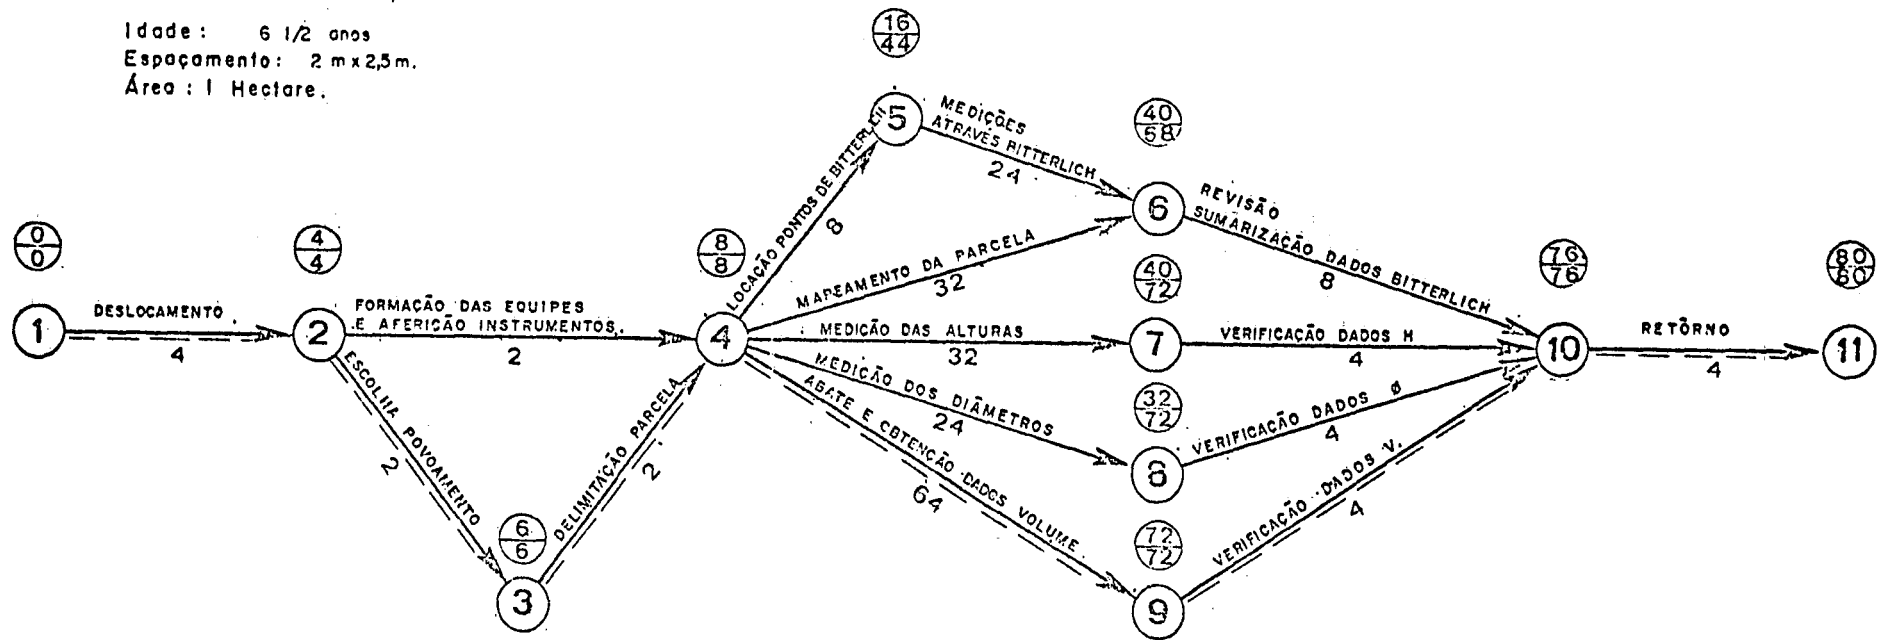 Idade: 6 1/2 anos
Espaçamento: 2 m x 2,5 m.
Área : 1 Hectare.
16
44
5
MEDIÇÕES
ATRAVÉS BITTERLICH
24
40
68
LOCAÇÃO PONTOS DE BITTERLICH
8
6
REVISÃO
SUMARIZAÇÃO DADOS BITTERLICH
8
0
0
4
4
8
8
MAPEAMENTO DA PARCELA
32
40
72
76
76
80
80
1
DESLOCAMENTO
4
2
FORMAÇÃO DAS EQUIPES
E AFERIÇÃO INSTRUMENTOS.
2
4
MEDIÇÃO DAS ALTURAS
32
7
VERIFICAÇÃO DADOS H
4
10
RETÔRNO
4
11
ESCOLHA POVOAMENTO
2
DELIMITAÇÃO PARCELA
2
MEDIÇÃO DOS DIÂMETROS
24
32
72
8
VERIFICAÇÃO DADOS Ø
4
ABATE E OBTENÇÃO DADOS VOLUME
64
6
6
3
72
72
9
VERIFICAÇÃO DADOS V.
4